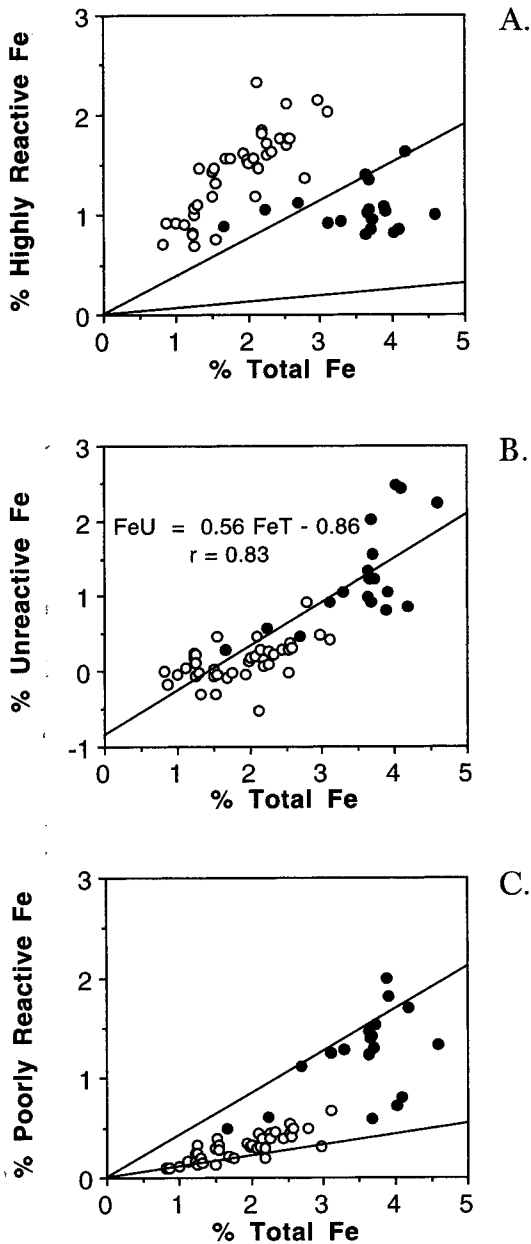 A.
% Highly Reactive Fe
3
2
1
0
0 1 2 3 4 5
% Total Fe
B.
% Unreactive Fe
3
2
1
0
-1
FeU = 0.56 FeT - 0.86
r = 0.83
0 1 2 3 4 5
% Total Fe
C.
% Poorly Reactive Fe
3
2
1
0
0 1 2 3 4 5
% Total Fe